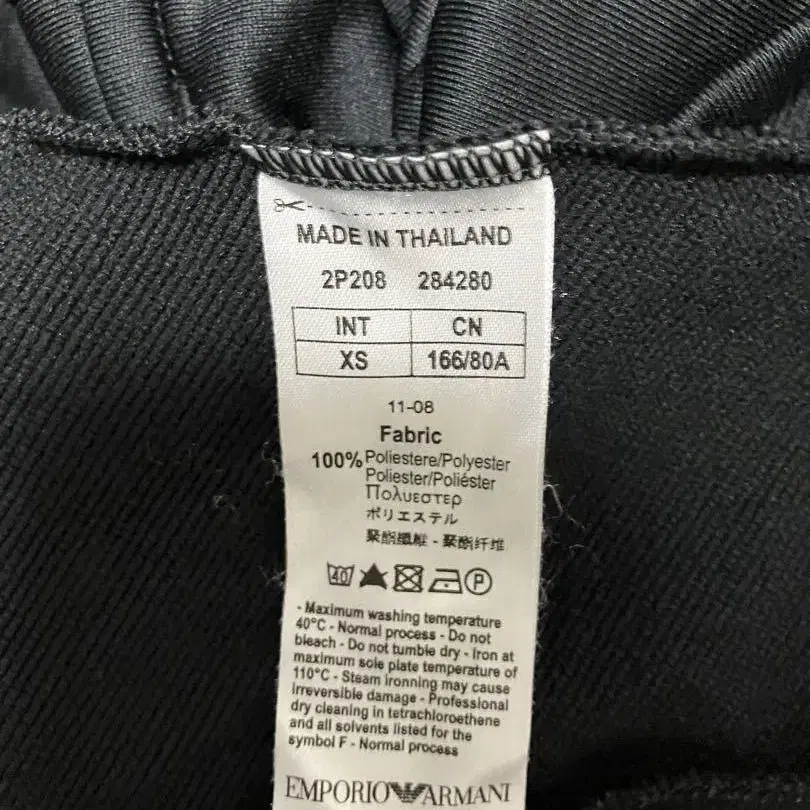 MADE IN THAILAND
2P208 284280
INT CN
XS 166/80A
11-08
Fabric
100% Poliestere/Polyester
Poliester/Poliéster
Πολυεστερ
ポリエステル
聚酯纖維 - 聚酯纤维
40 P
- Maximum washing temperature
40°C - Normal process - Do not
bleach - Do not tumble dry - Iron at
maximum sole plate temperature of
110°C - Steam ironning may cause
irreversible damage - Professional
dry cleaning in tetrachloroethene
and all solvents listed for the
symbol F - Normal process
EMPORIO ARMANI